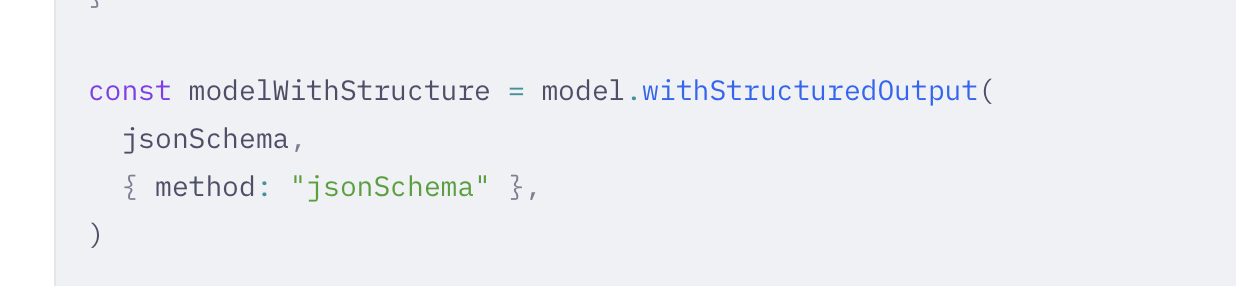 }
const modelWithStructure = model.withStructuredOutput(
  jsonSchema,
  { method: "jsonSchema" },
)